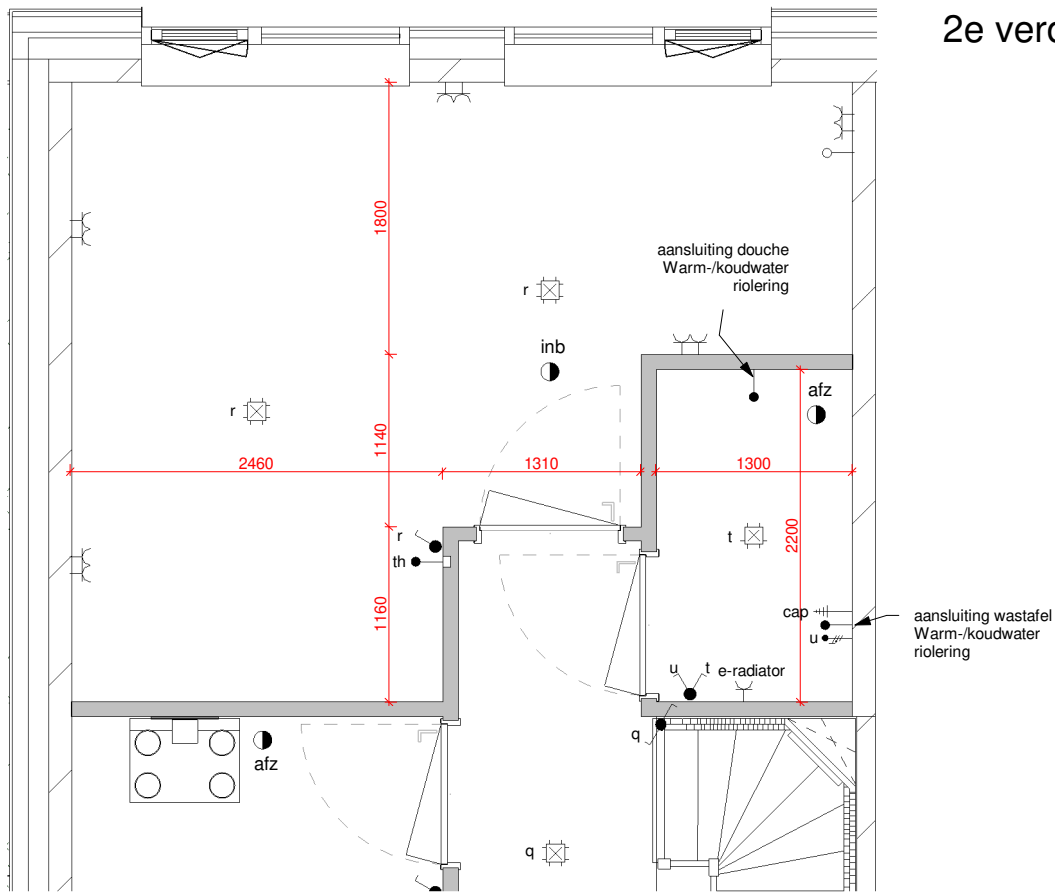 2e verd
1800
aansluiting douche
Warm-/koudwater
riolering
r
inb
afz
r
1140
2460
1310
1300
r
t
2200
th
1160
cap
u
aansluiting wastafel
Warm-/koudwater
riolering
u
t
e-radiator
q
afz
q